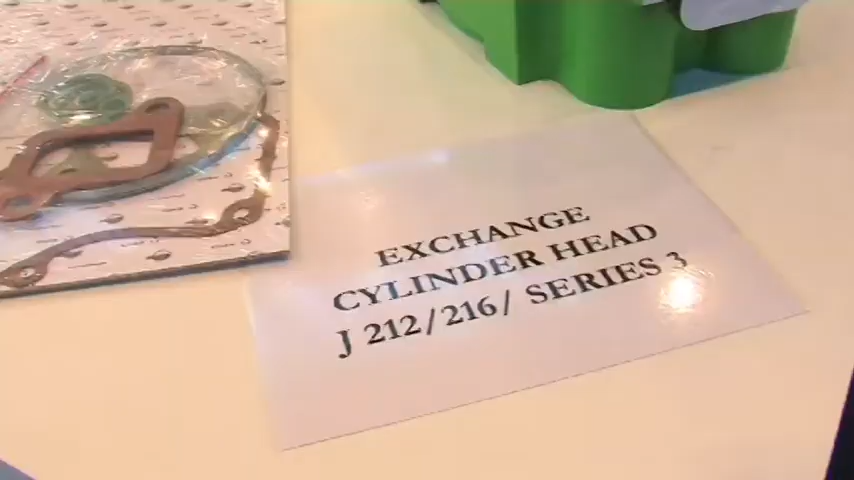 EXCHANGE
CYLINDER HEAD
J 212/216/ SERIES 3